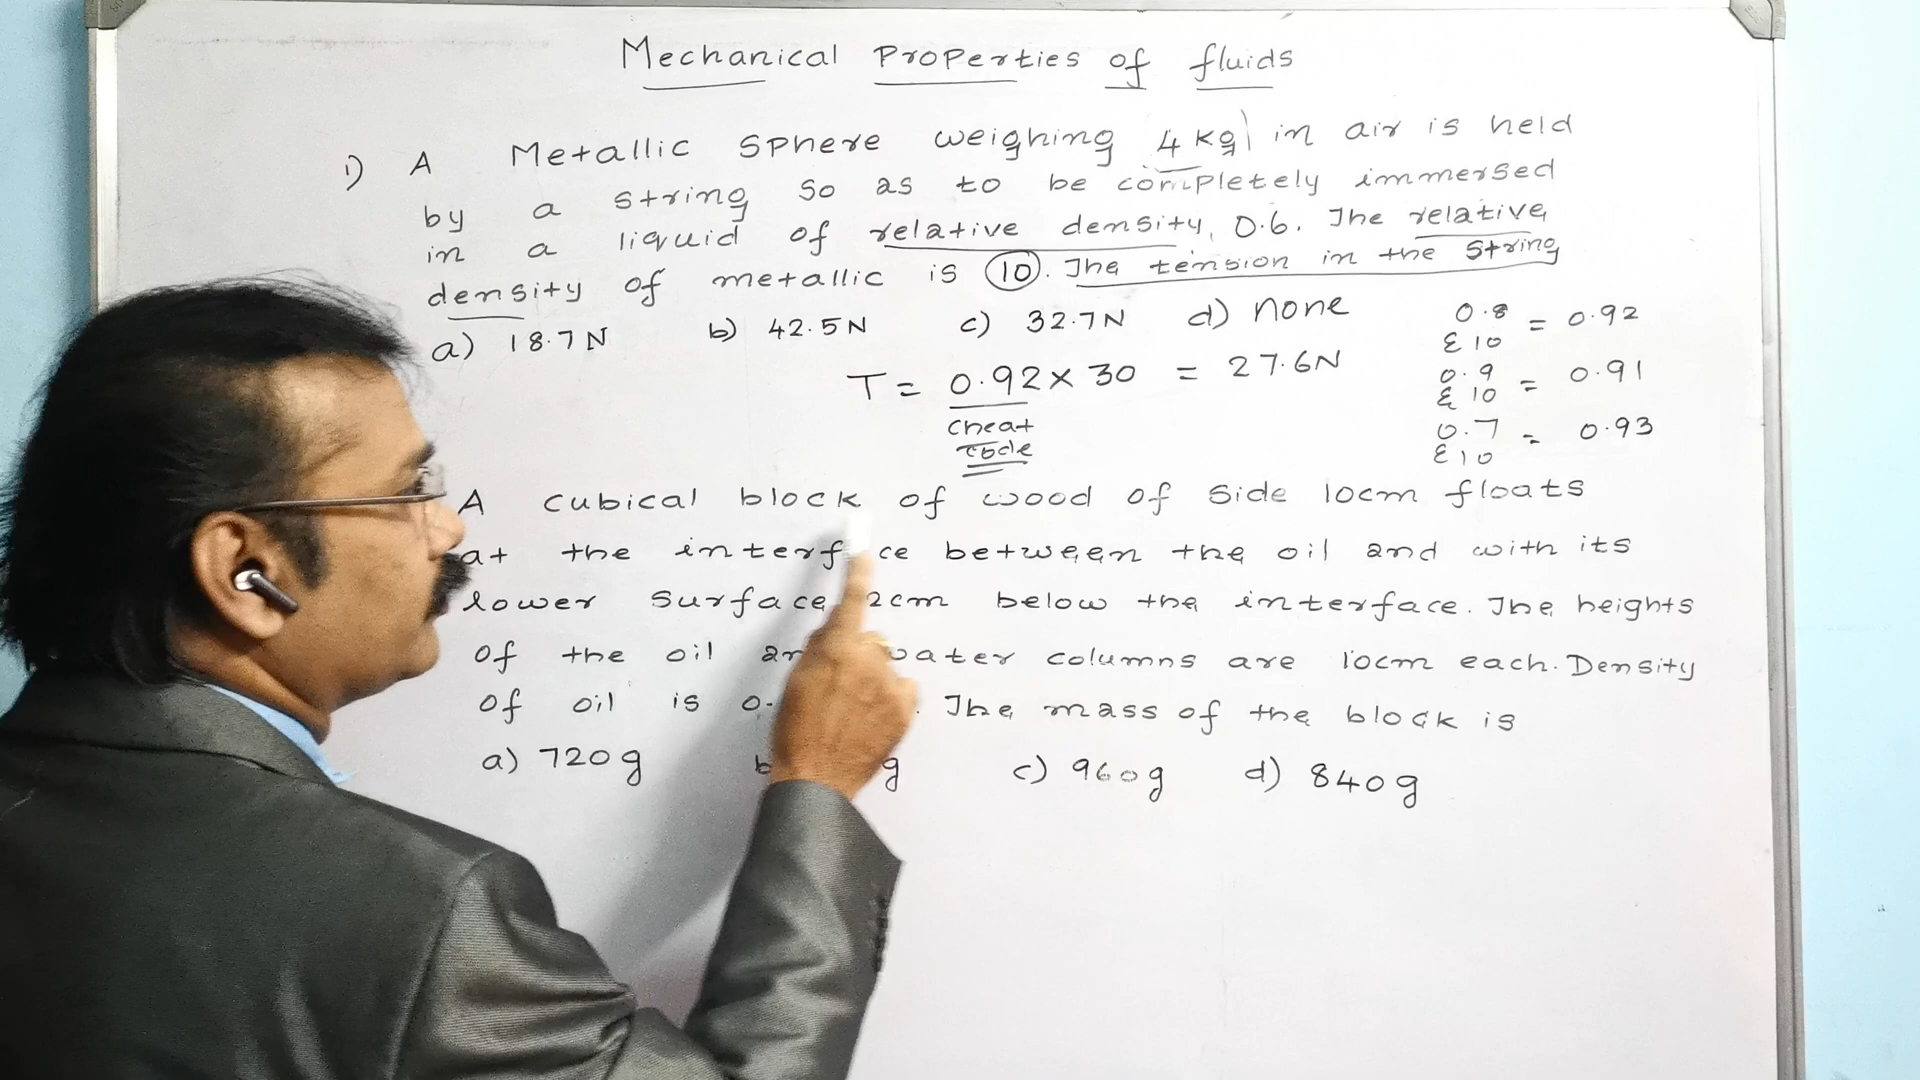 Mechanical Properties of fluids
1) A Metallic Sphere weighing 4kg in air is held
by a string so as to be completely immersed
in a liquid of relative density, 0.6. The relative
density of metallic is 10. The tension in the string
a) 18.7N b) 42.5N c) 32.7N d) none
0.8 & 10 = 0.92
T = 0.92 x 30 = 27.6N
0.9 & 10 = 0.91
cheat
code
0.7 & 10 = 0.93
A cubical block of wood of side 10cm floats
at the ce between the oil and with its
lower surface 2cm below the interface. The heights
of the oil columns are 10cm each. Density
of oil is The mass of the block is
a) 720g g c) 960g d) 840g